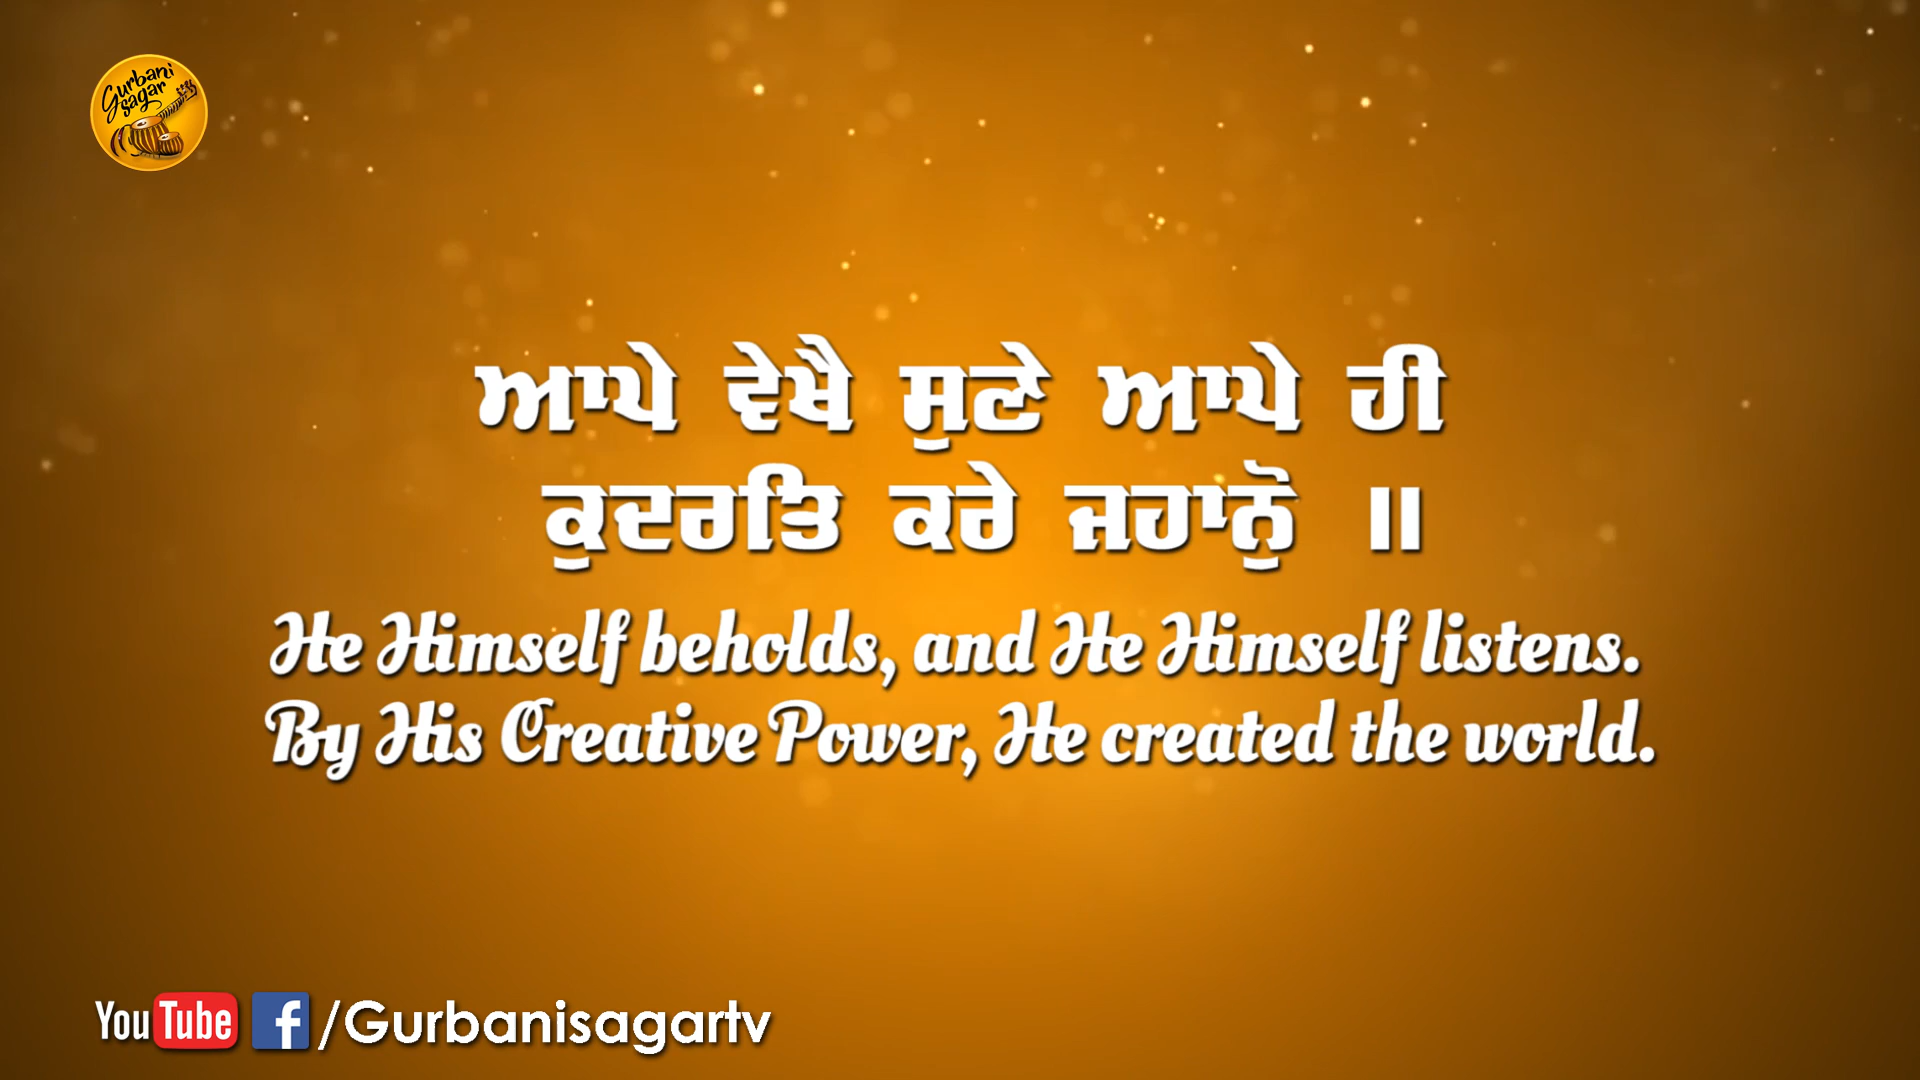 Gurbani
Sagar
ਆਪੇ ਵੇਖੈ ਸੁਣੇ ਆਪੇ ਹੀ
ਕੁਦਰਤਿ ਕਰੇ ਜਹਾਨੋੁ ॥
He Himself beholds, and He Himself listens.
By His Creative Power, He created the world.
YouTube f /Gurbanisagartv